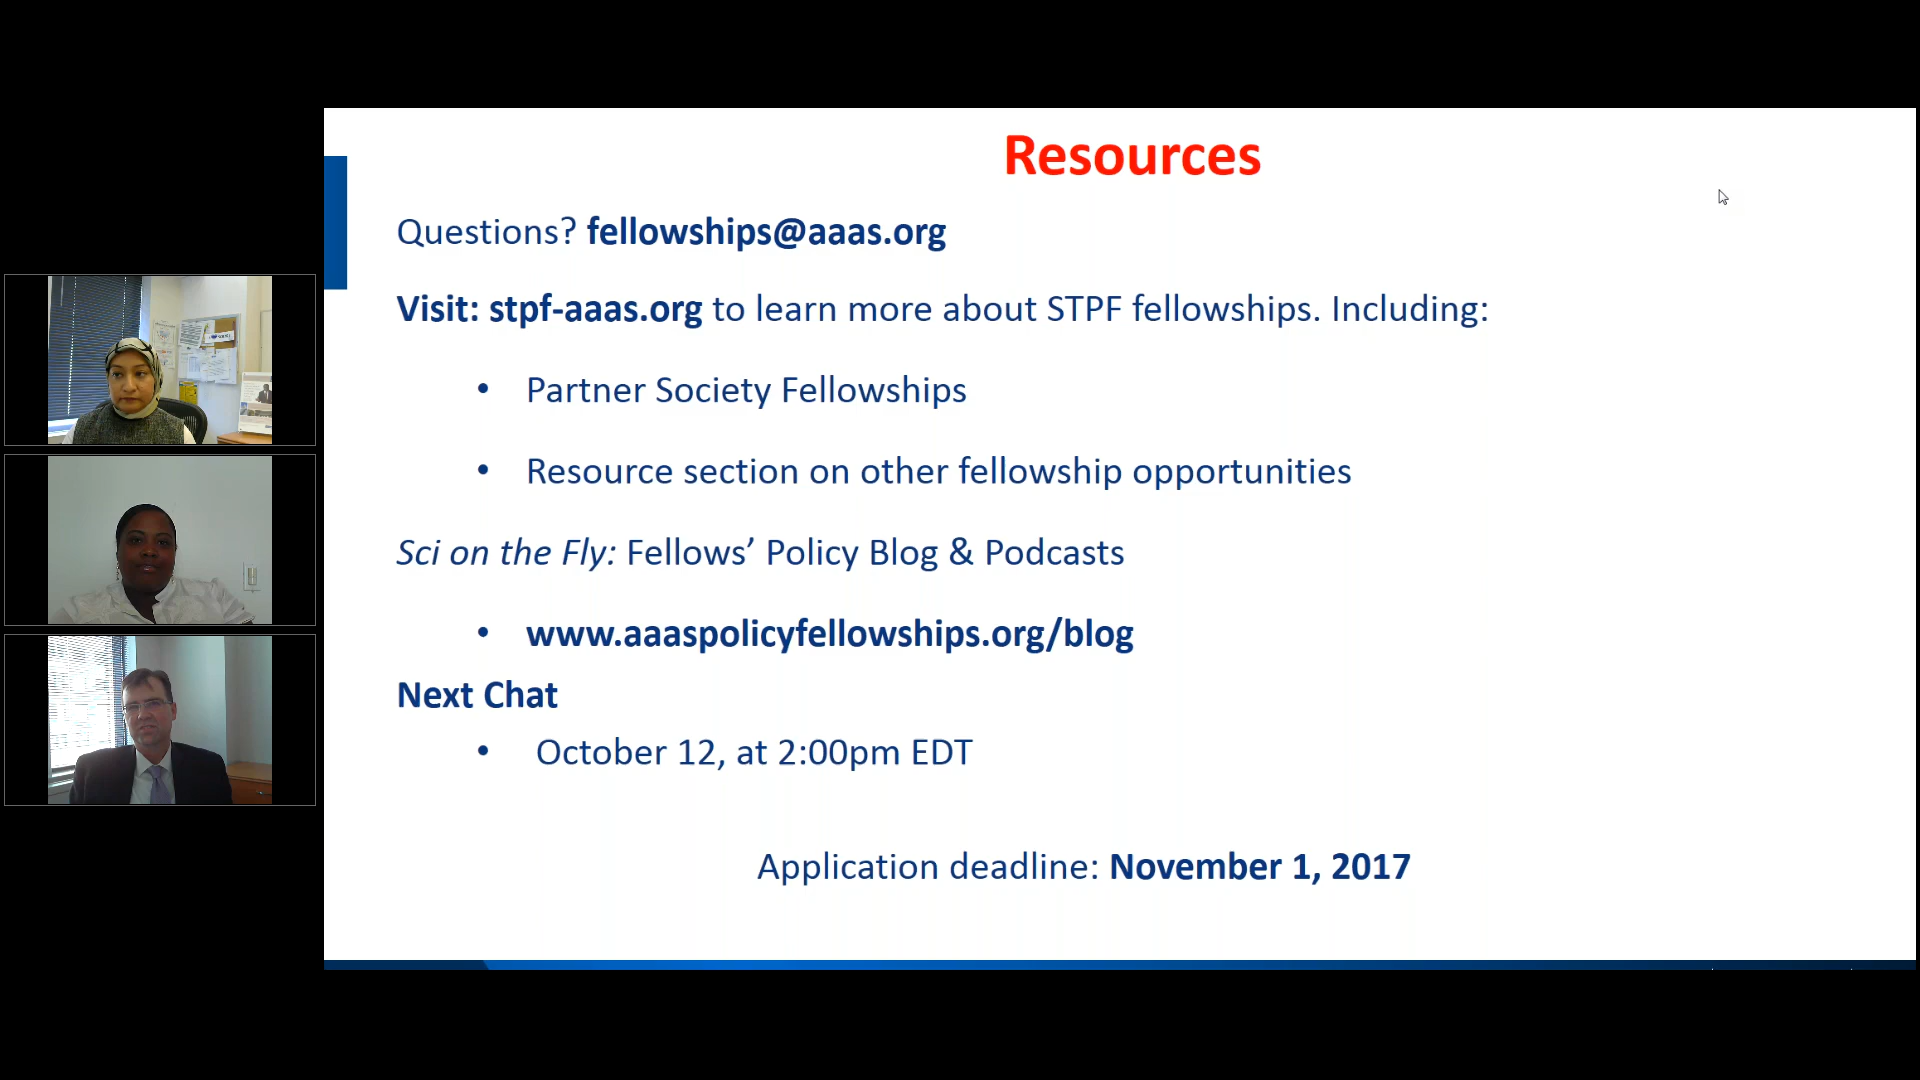 Resources
Questions? fellowships@aaas.org
Visit: stpf-aaas.org to learn more about STPF fellowships. Including:
• Partner Society Fellowships
• Resource section on other fellowship opportunities
Sci on the Fly: Fellows’ Policy Blog & Podcasts
• www.aaaspolicyfellowships.org/blog
Next Chat
• October 12, at 2:00pm EDT
Application deadline: November 1, 2017